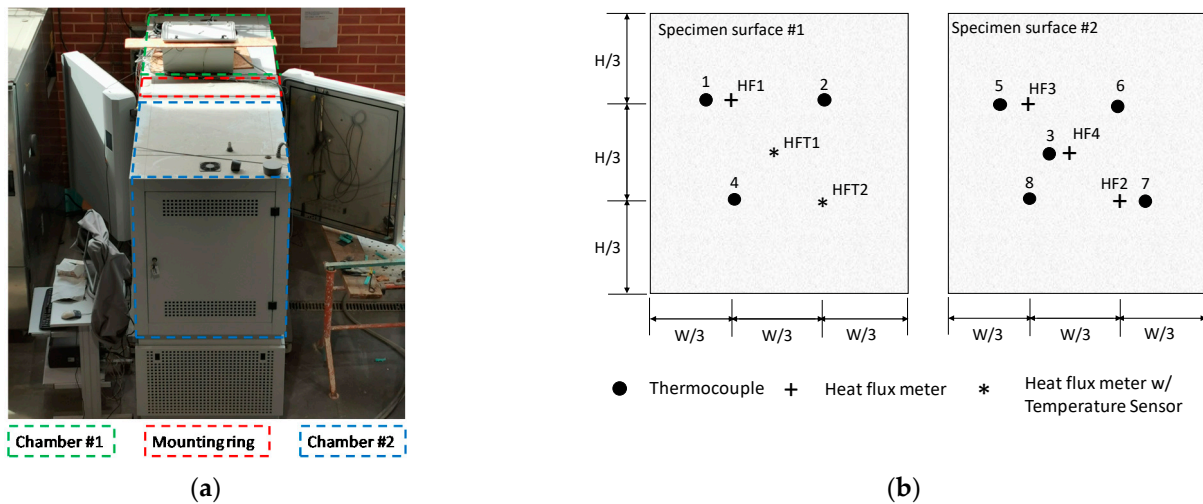 Chamber #1
Mounting ring
Chamber #2
(a)
Specimen surface #1
Specimen surface #2
H/3
H/3
H/3
1
HF1
2
HFT1
4
HFT2
5
HF3
6
3
HF4
8
HF2
7
W/3
W/3
W/3
W/3
W/3
W/3
Thermocouple
Heat flux meter
Heat flux meter w/
Temperature Sensor
(b)